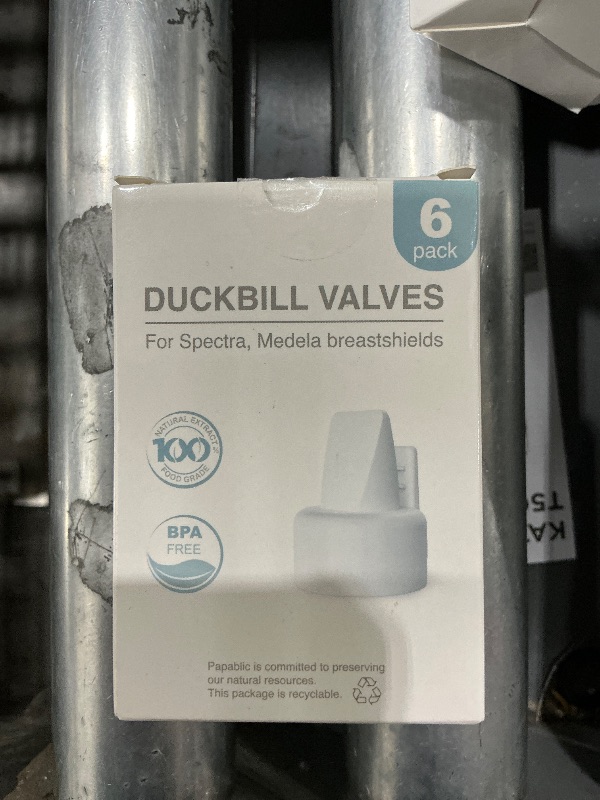 6
pack
DUCKBILL VALVES
For Spectra, Medela breastshields
NATURAL EXTRACT
100
FOOD GRADE
BPA
FREE
Papablic is committed to preserving
our natural resources.
This package is recyclable.